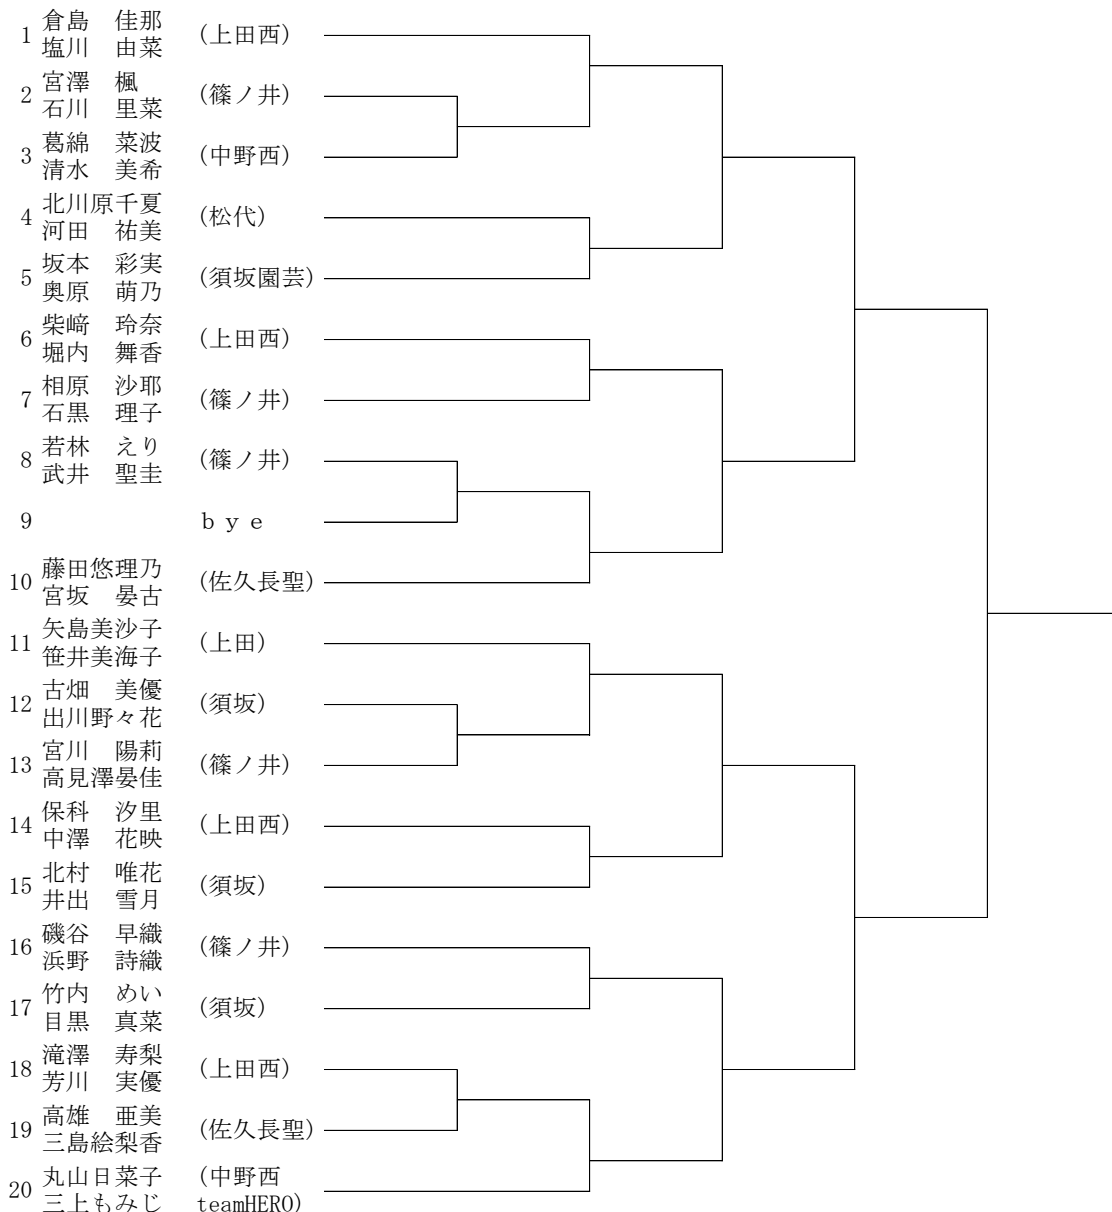 1 倉島　佳那 (上田西)
塩川　由菜
2 宮澤　楓 (篠ノ井)
石川　里菜
3 葛綿　菜波 (中野西)
清水　美希
4 北川原千夏 (松代)
河田　祐美
5 坂本　彩実 (須坂園芸)
奥原　萌乃
6 柴﨑　玲奈 (上田西)
堀内　舞香
7 相原　沙耶 (篠ノ井)
石黒　理子
8 若林　えり (篠ノ井)
武井　聖圭
9 ｂｙｅ
10 藤田悠理乃 (佐久長聖)
宮坂　晏古
11 矢島美沙子 (上田)
笹井美海子
12 古畑　美優 (須坂)
出川野々花
13 宮川　陽莉 (篠ノ井)
高見澤晏佳
14 保科　汐里 (上田西)
中澤　花映
15 北村　唯花 (須坂)
井出　雪月
16 磯谷　早織 (篠ノ井)
浜野　詩織
17 竹内　めい (須坂)
目黒　真菜
18 滝澤　寿梨 (上田西)
芳川　実優
19 高雄　亜美 (佐久長聖)
三島絵梨香
20 丸山日菜子 (中野西
三上もみじ teamHERO)